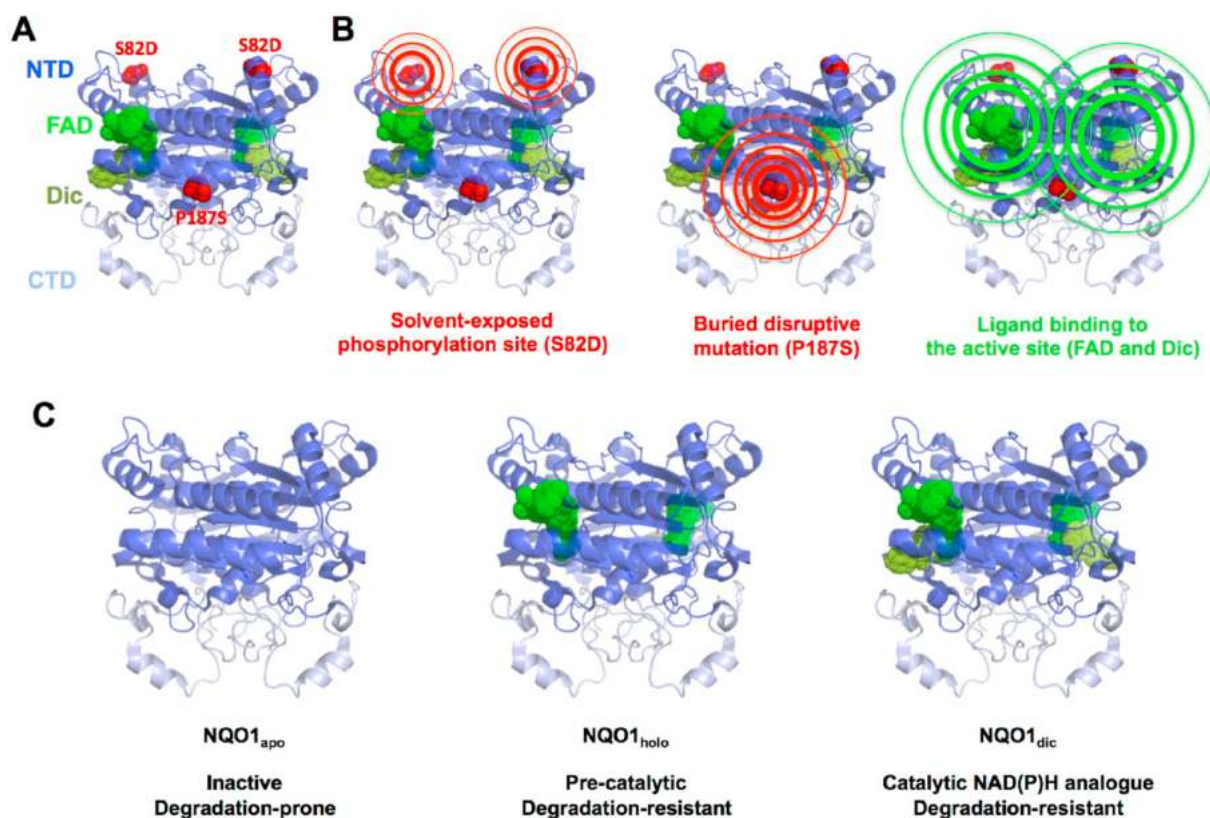 A
B
S82D
S82D
NTD
FAD
Dic
P187S
CTD
Solvent-exposed
phosphorylation site (S82D)
Buried disruptive
mutation (P187S)
Ligand binding to
the active site (FAD and Dic)
C
NQO1apo
NQO1holo
NQO1dic
Inactive
Degradation-prone
Pre-catalytic
Degradation-resistant
Catalytic NAD(P)H analogue
Degradation-resistant